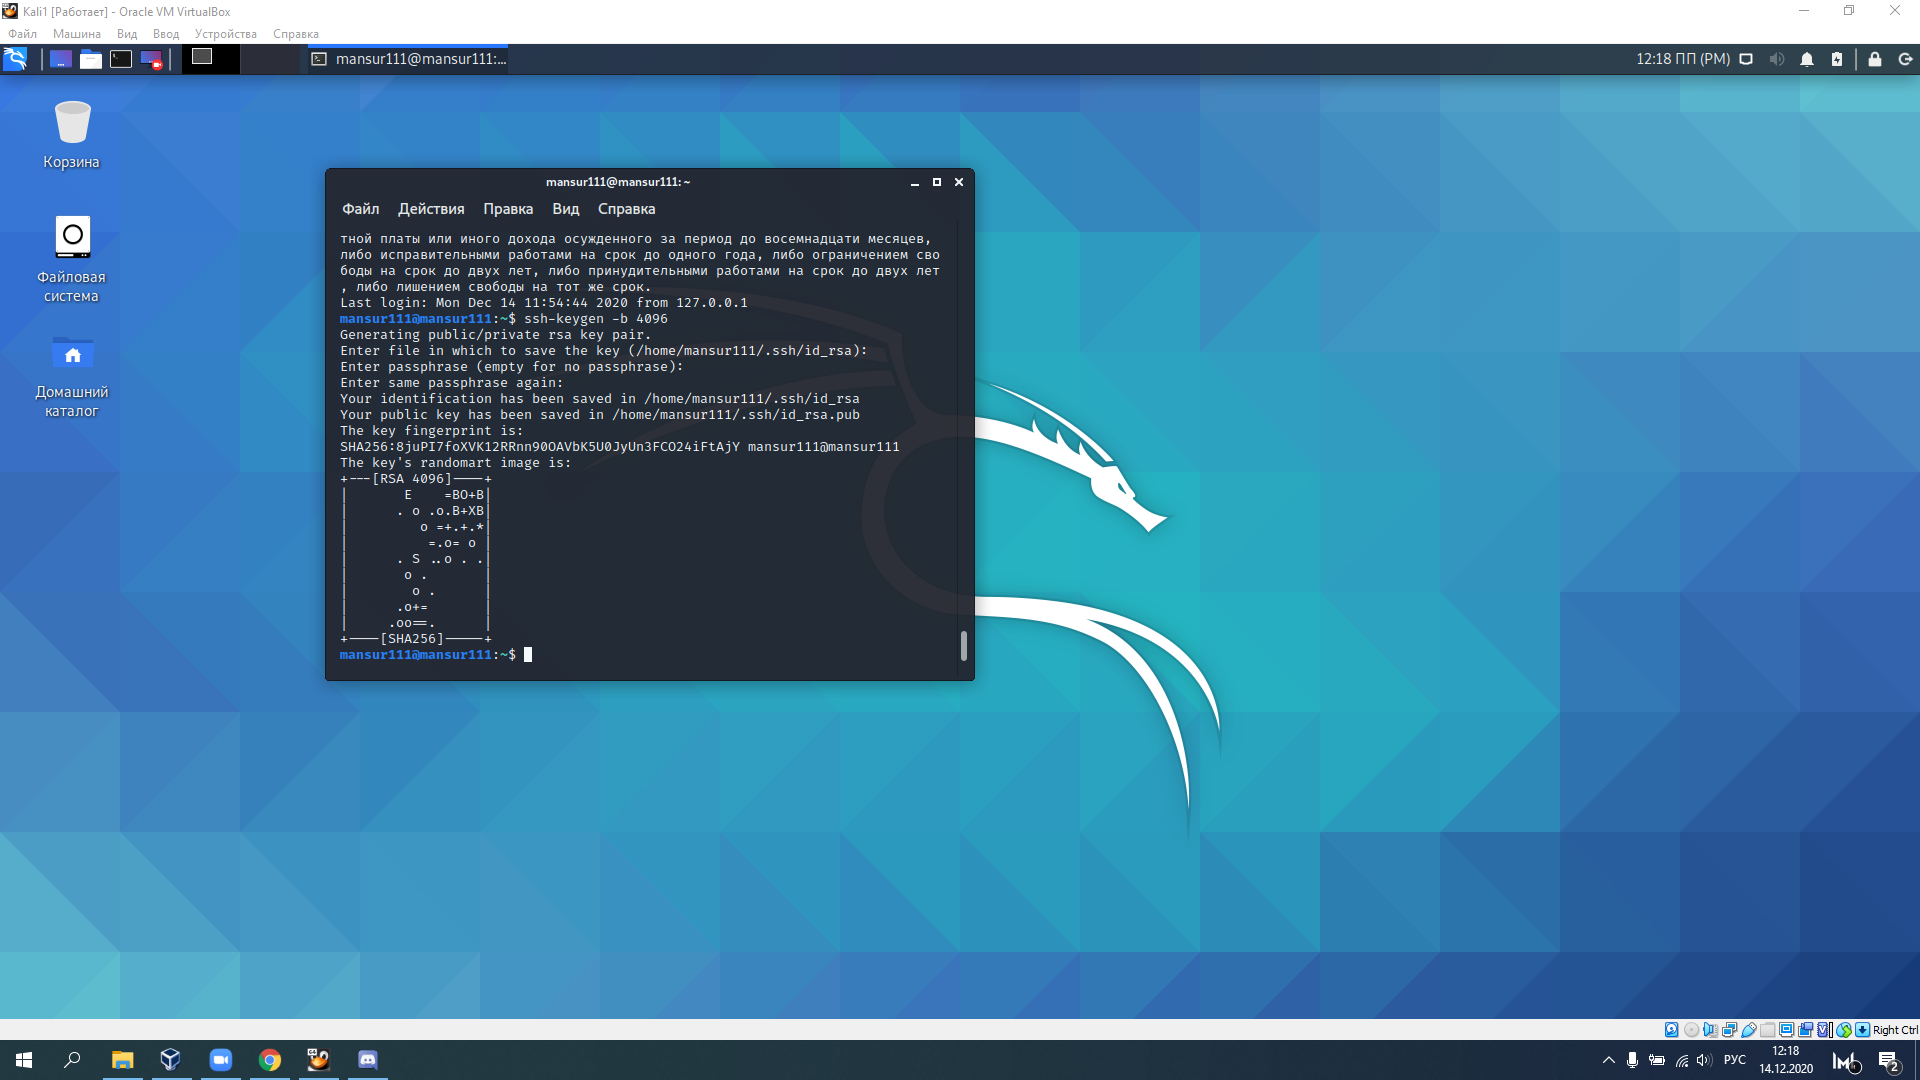 Kali1 [Работает] - Oracle VM VirtualBox
Файл Машина Вид Ввод Устройства Справка
mansur111@mansur111:...
12:18 ПП (PM)
Корзина
Файловая
система
Домашний
каталог
mansur111@mansur111: ~
Файл Действия Правка Вид Справка
тной платы или иного дохода осужденного за период до восемнадцати месяцев,
либо исправительными работами на срок до одного года, либо ограничением сво
боды на срок до двух лет, либо принудительными работами на срок до двух лет
, либо лишением свободы на тот же срок.
Last login: Mon Dec 14 11:54:44 2020 from 127.0.0.1
mansur111@mansur111:~$ ssh-keygen -b 4096
Generating public/private rsa key pair.
Enter file in which to save the key (/home/mansur111/.ssh/id_rsa):
Enter passphrase (empty for no passphrase):
Enter same passphrase again:
Your identification has been saved in /home/mansur111/.ssh/id_rsa
Your public key has been saved in /home/mansur111/.ssh/id_rsa.pub
The key fingerprint is:
SHA256:8juPI7foXVK12RRnn90OAVbK5U0JyUn3FCO24iFtAjY mansur111@mansur111
The key's randomart image is:
+---[RSA 4096]----+
|       E    =BO+B|
|      . o .o.B+XB|
|         o =+.+.*|
|          =.o= o |
|      . S ..o . .|
|       o .       |
|        o .      |
|      .o+=       |
|     .oo==.      |
+----[SHA256]-----+
mansur111@mansur111:~$
Right Ctrl
РУС
12:18
14.12.2020
2